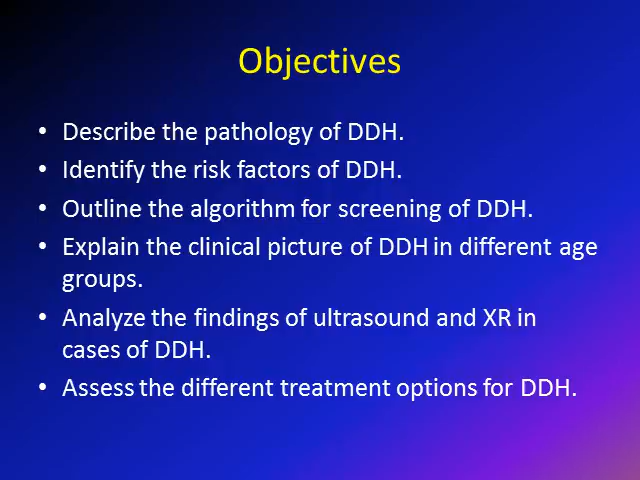 Objectives
• Describe the pathology of DDH.
• Identify the risk factors of DDH.
• Outline the algorithm for screening of DDH.
• Explain the clinical picture of DDH in different age
groups.
• Analyze the findings of ultrasound and XR in
cases of DDH.
• Assess the different treatment options for DDH.